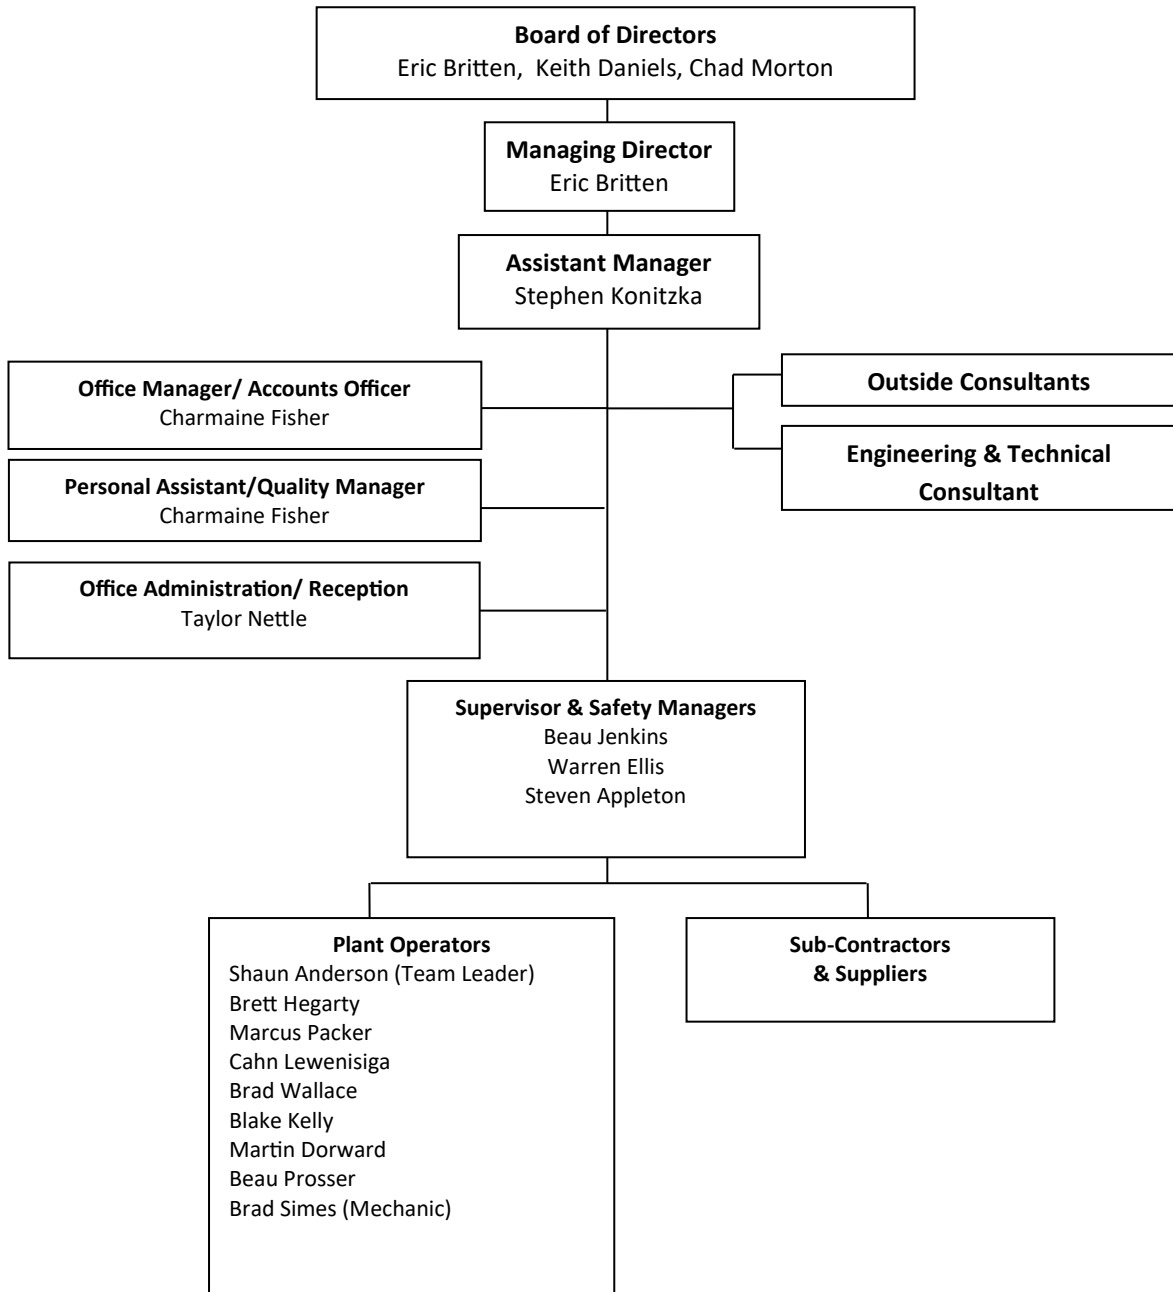 Board of Directors
Eric Britten,  Keith Daniels, Chad Morton
Managing Director
Eric Britten
Assistant Manager
Stephen Konitzka
Office Manager/ Accounts Officer
Charmaine Fisher
Personal Assistant/Quality Manager
Charmaine Fisher
Office Administration/ Reception
Taylor Nettle
Outside Consultants
Engineering & Technical
Consultant
Supervisor & Safety Managers
Beau Jenkins
Warren Ellis
Steven Appleton
Plant Operators
Shaun Anderson (Team Leader)
Brett Hegarty
Marcus Packer
Cahn Lewenisiga
Brad Wallace
Blake Kelly
Martin Dorward
Beau Prosser
Brad Simes (Mechanic)
Sub-Contractors
& Suppliers